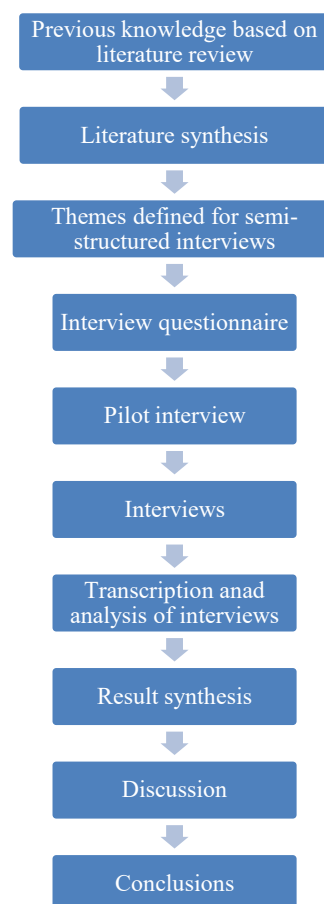 Previous knowledge based on
literature review
Literature synthesis
Themes defined for semi-
structured interviews
Interview questionnaire
Pilot interview
Interviews
Transcription anad
analysis of interviews
Result synthesis
Discussion
Conclusions